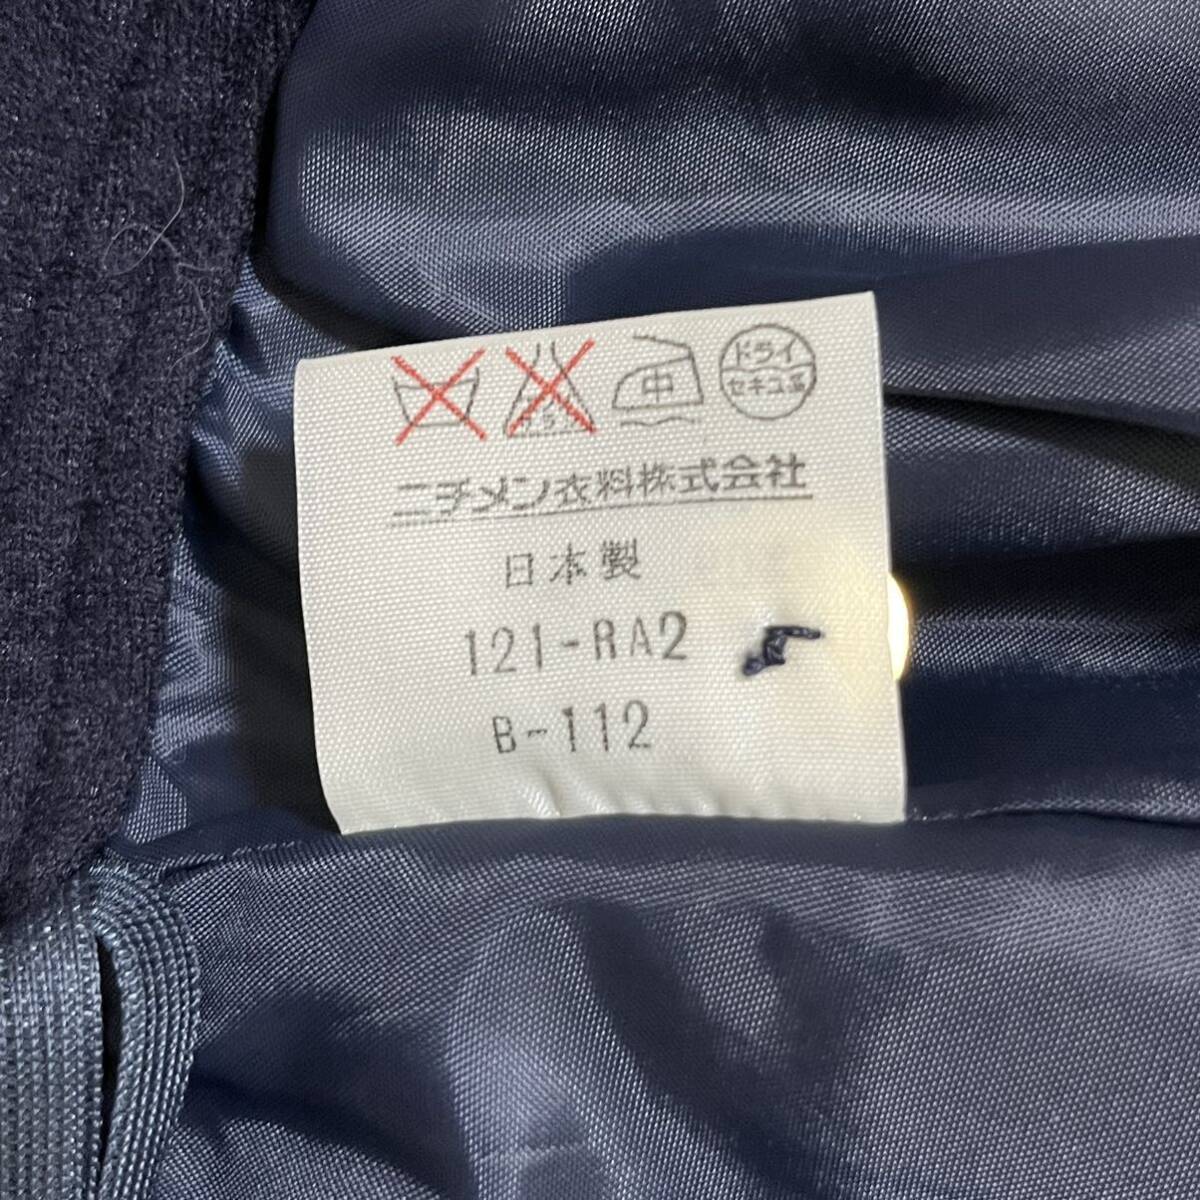 中
ドライ
セキユ系
ニチメン衣料株式会社
日本製
121-RA2
B-112